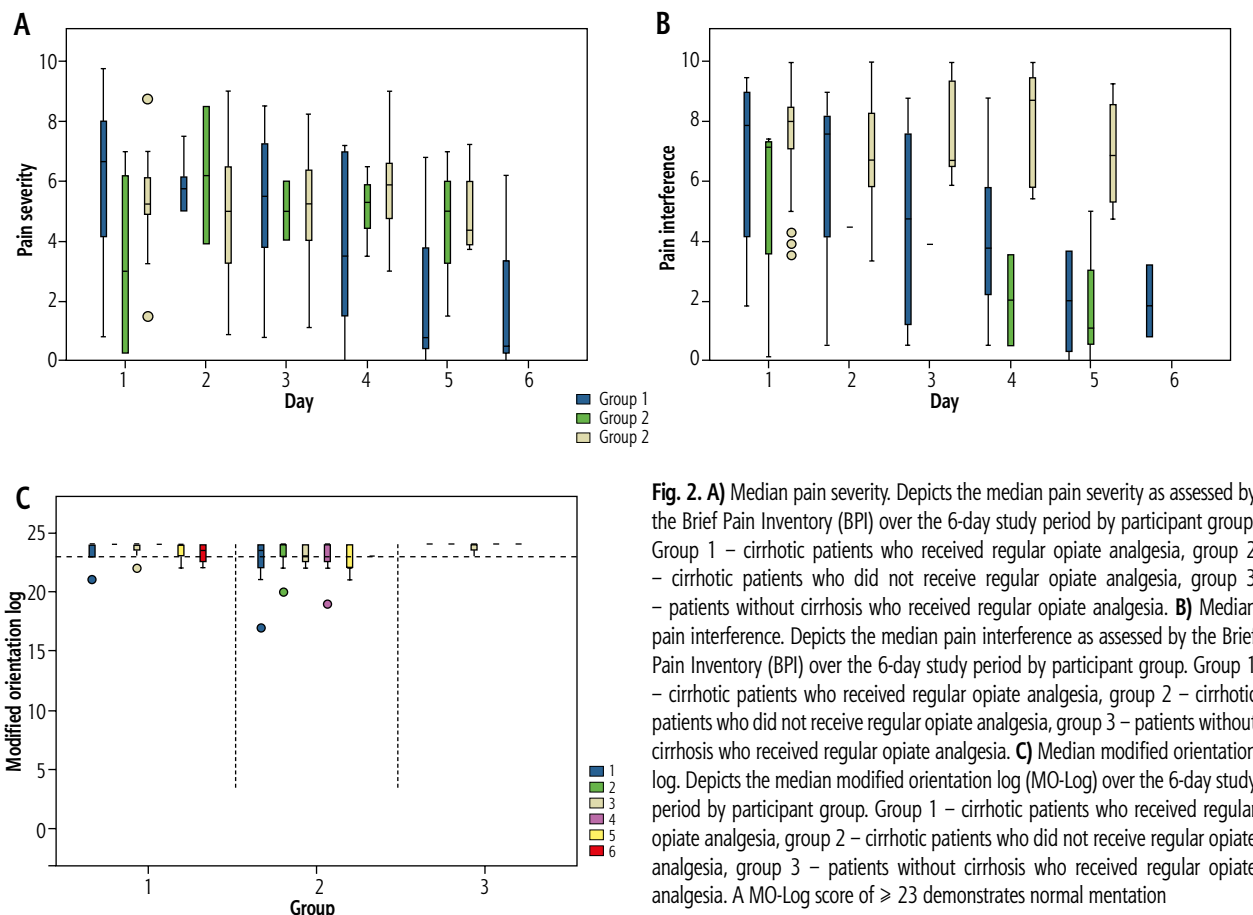 A
10
8
6
4
2
0
Pain severity
1 2 3 4 5 6
Day
B
10
8
6
4
2
0
Pain interference
1 2 3 4 5 6
Day
Group 1
Group 2
Group 2
C
25
20
15
10
5
0
Modified orientation log
1 2 3
Group
1
2
3
4
5
6
Fig. 2. A) Median pain severity. Depicts the median pain severity as assessed by
the Brief Pain Inventory (BPI) over the 6-day study period by participant group
Group 1 – cirrhotic patients who received regular opiate analgesia, group 2
– cirrhotic patients who did not receive regular opiate analgesia, group 3
– patients without cirrhosis who received regular opiate analgesia. B) Median
pain interference. Depicts the median pain interference as assessed by the Brief
Pain Inventory (BPI) over the 6-day study period by participant group. Group 1
– cirrhotic patients who received regular opiate analgesia, group 2 – cirrhotic
patients who did not receive regular opiate analgesia, group 3 – patients without
cirrhosis who received regular opiate analgesia. C) Median modified orientation
log. Depicts the median modified orientation log (MO-Log) over the 6-day study
period by participant group. Group 1 – cirrhotic patients who received regular
opiate analgesia, group 2 – cirrhotic patients who did not receive regular opiate
analgesia, group 3 – patients without cirrhosis who received regular opiate
analgesia. A MO-Log score of ⩾ 23 demonstrates normal mentation